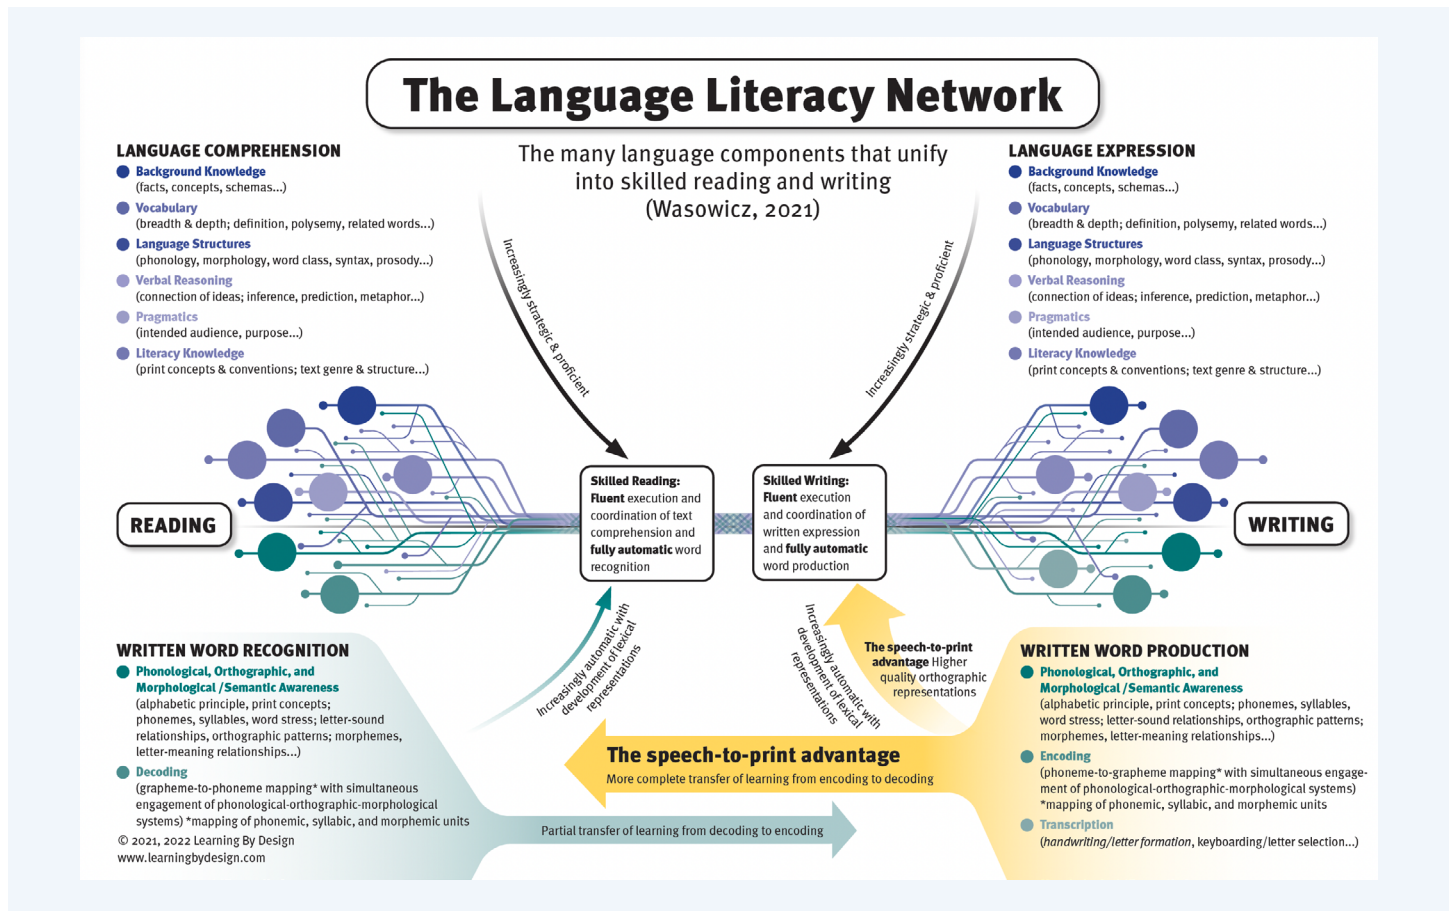 The Language Literacy Network
The many language components that unify
into skilled reading and writing
(Wasowicz, 2021)
LANGUAGE COMPREHENSION
Background Knowledge
(facts, concepts, schemas...)
Vocabulary
(breadth & depth; definition, polysemy, related words...)
Language Structures
(phonology, morphology, word class, syntax, prosody...)
Verbal Reasoning
(connection of ideas; inference, prediction, metaphor...)
Pragmatics
(intended audience, purpose...)
Literacy Knowledge
(print concepts & conventions; text genre & structure...)
LANGUAGE EXPRESSION
Background Knowledge
(facts, concepts, schemas...)
Vocabulary
(breadth & depth; definition, polysemy, related words...)
Language Structures
(phonology, morphology, word class, syntax, prosody...)
Verbal Reasoning
(connection of ideas; inference, prediction, metaphor...)
Pragmatics
(intended audience, purpose...)
Literacy Knowledge
(print concepts & conventions; text genre & structure...)
Increasingly strategic & proficient
Increasingly strategic & proficient
READING
Skilled Reading:
Fluent execution and
coordination of text
comprehension and
fully automatic word
recognition
Skilled Writing:
Fluent execution
and coordination of
written expression
and fully automatic
word production
WRITING
WRITTEN WORD RECOGNITION
Phonological, Orthographic, and
Morphological/Semantic Awareness
(alphabetic principle, print concepts;
phonemes, syllables, word stress; letter-sound
relationships, orthographic patterns; morphemes,
letter-meaning relationships...)
Decoding
(grapheme-to-phoneme mapping* with simultaneous
engagement of phonological-orthographic-morphological
systems) *mapping of phonemic, syllabic, and morphemic units
© 2021, 2022 Learning By Design
www.learningbydesign.com
Increasingly automatic with
development of lexical
representations
Increasingly automatic with
development of lexical
representations
The speech-to-print
advantage Higher
quality orthographic
representations
The speech-to-print advantage
More complete transfer of learning from encoding to decoding
Partial transfer of learning from decoding to encoding
WRITTEN WORD PRODUCTION
Phonological, Orthographic, and
Morphological/Semantic Awareness
(alphabetic principle, print concepts; phonemes, syllables,
word stress; letter-sound relationships, orthographic patterns;
morphemes, letter-meaning relationships...)
Encoding
(phoneme-to-grapheme mapping* with simultaneous engage-
ment of phonological-orthographic-morphological systems)
*mapping of phonemic, syllabic, and morphemic units
Transcription
(handwriting/letter formation, keyboarding/letter selection...)